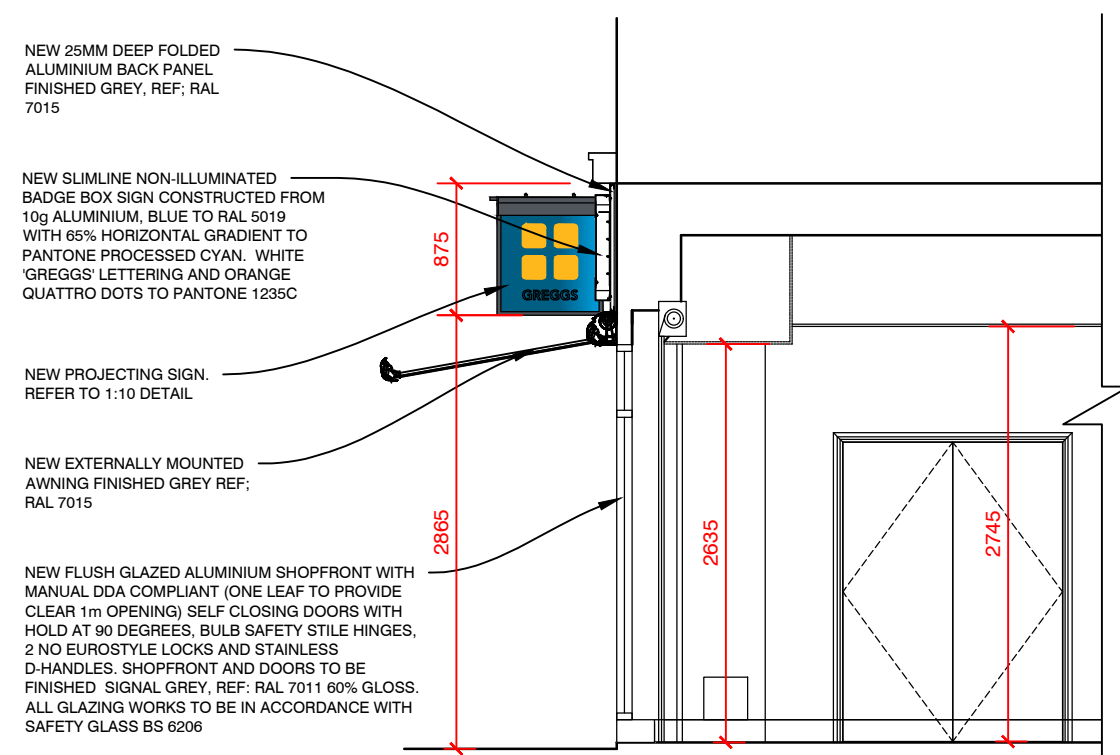 NEW 25MM DEEP FOLDED
ALUMINIUM BACK PANEL
FINISHED GREY, REF; RAL
7015
NEW SLIMLINE NON-ILLUMINATED
BADGE BOX SIGN CONSTRUCTED FROM
10g ALUMINIUM, BLUE TO RAL 5019
WITH 65% HORIZONTAL GRADIENT TO
PANTONE PROCESSED CYAN. WHITE
'GREGGS' LETTERING AND ORANGE
QUATTRO DOTS TO PANTONE 1235C
NEW PROJECTING SIGN.
REFER TO 1:10 DETAIL
NEW EXTERNALLY MOUNTED
AWNING FINISHED GREY REF;
RAL 7015
NEW FLUSH GLAZED ALUMINIUM SHOPFRONT WITH
MANUAL DDA COMPLIANT (ONE LEAF TO PROVIDE
CLEAR 1m OPENING) SELF CLOSING DOORS WITH
HOLD AT 90 DEGREES, BULB SAFETY STILE HINGES,
2 NO EUROSTYLE LOCKS AND STAINLESS
D-HANDLES. SHOPFRONT AND DOORS TO BE
FINISHED SIGNAL GREY, REF: RAL 7011 60% GLOSS.
ALL GLAZING WORKS TO BE IN ACCORDANCE WITH
SAFETY GLASS BS 6206
875
GREGGS
2865
2635
2745